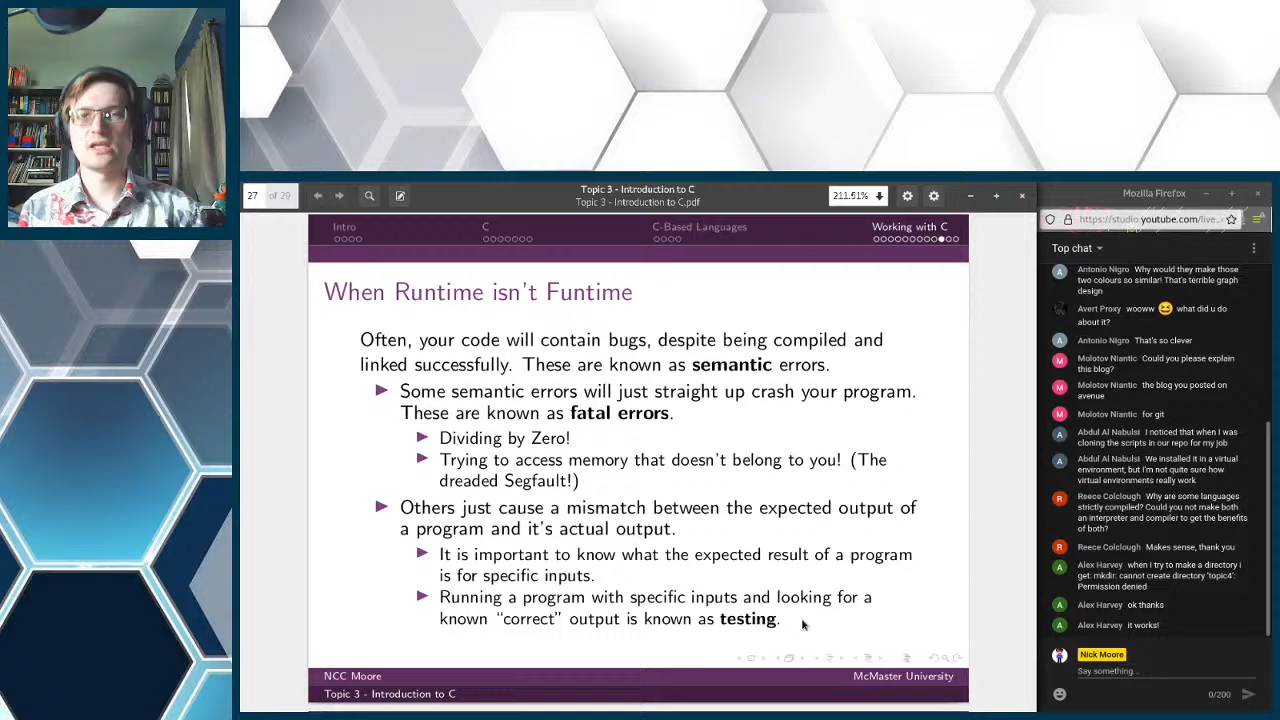 27 of 29
Topic 3 - Introduction to C
Topic 3 - Introduction to C.pdf
211.51%
Intro
C
C-Based Languages
Working with C
When Runtime isn't Funtime
Often, your code will contain bugs, despite being compiled and
linked successfully. These are known as semantic errors.
Some semantic errors will just straight up crash your program.
These are known as fatal errors.
Dividing by Zero!
Trying to access memory that doesn't belong to you! (The
dreaded Segfault!)
Others just cause a mismatch between the expected output of
a program and it's actual output.
It is important to know what the expected result of a program
is for specific inputs.
Running a program with specific inputs and looking for a
known “correct” output is known as testing.
NCC Moore
McMaster University
Topic 3 - Introduction to C
Mozilla Firefox
https://studio.youtube.com/live
Top chat
A Antonio Nigro Why would they make those
two colours so similar! That's terrible graph
design
Avert Proxy wooww 😆 what did u do
about it?
A Antonio Nigro That's so clever
M Molotov Niantic Could you please explain
this blog?
M Molotov Niantic the blog you posted on
avenue
M Molotov Niantic for git
A Abdul Al Nabulsi I noticed that when I was
cloning the scripts in our repo for my job
A Abdul Al Nabulsi We installed it in a virtual
environment, but I'm not quite sure how
virtual environments really work
R Reece Colclough Why are some languages
strictly compiled? Could you not make both
an interpreter and compiler to get the benefits
of both?
R Reece Colclough Makes sense, thank you
A Alex Harvey when I try to make a directory i
get: mkdir: cannot create directory 'topic4':
Permission denied
A Alex Harvey ok thanks
A Alex Harvey it works!
Nick Moore
Say something...
0/200